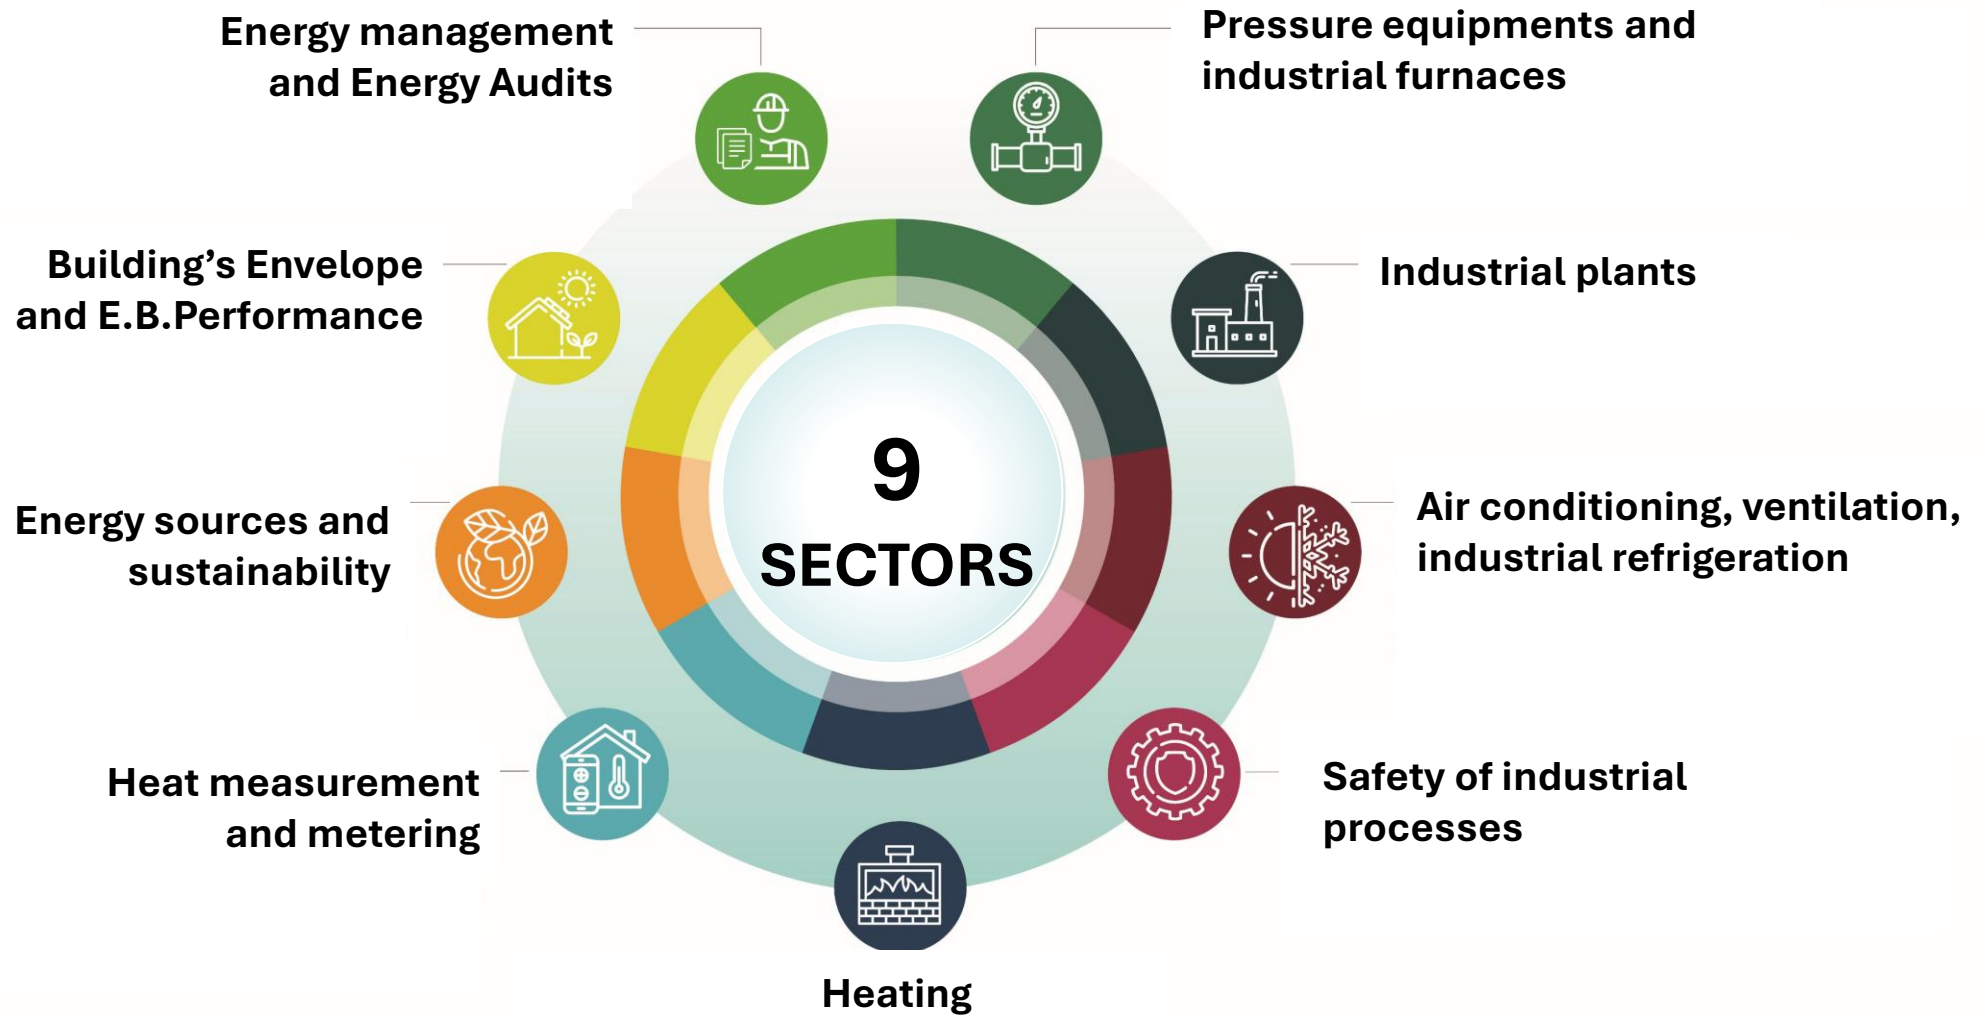 Energy management
and Energy Audits
Pressure equipments and
industrial furnaces
Building’s Envelope
and E.B.Performance
Industrial plants
9
SECTORS
Energy sources and
sustainability
Air conditioning, ventilation,
industrial refrigeration
Heat measurement
and metering
Safety of industrial
processes
Heating